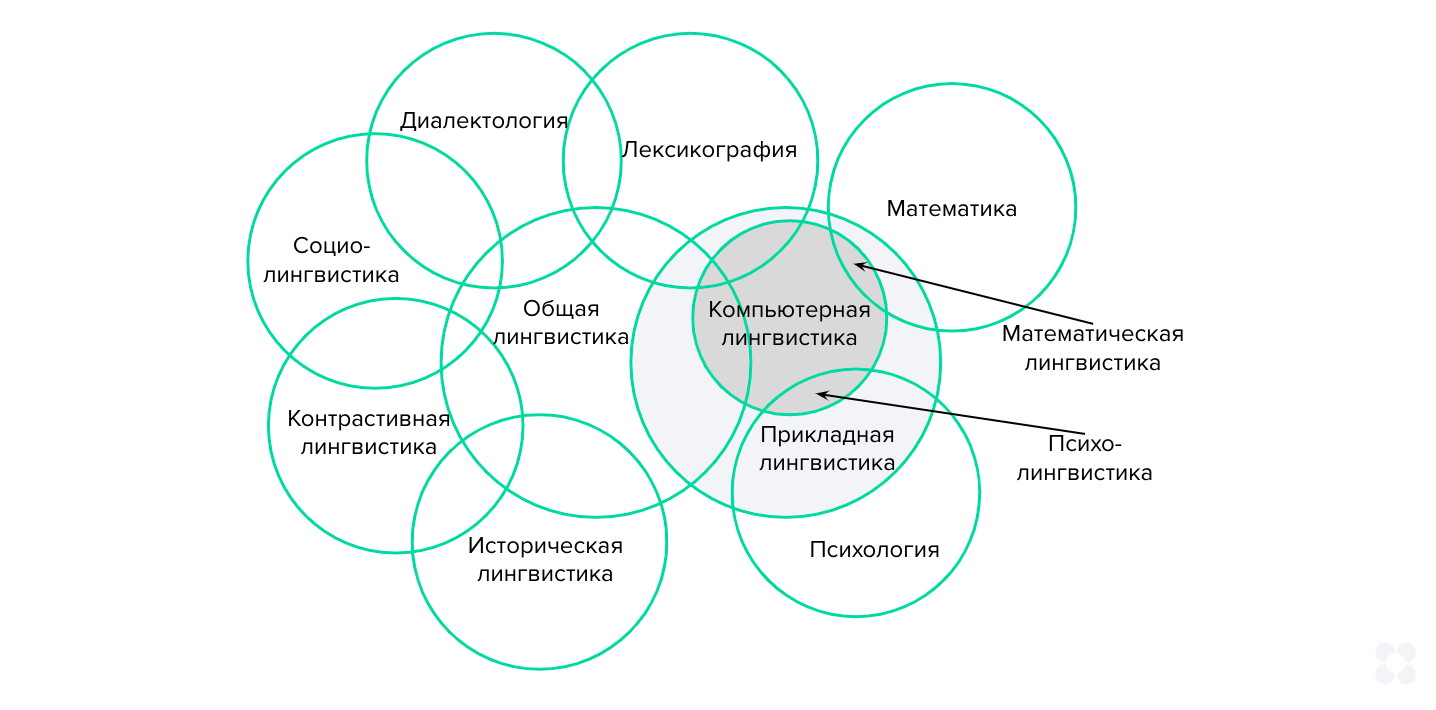 Диалектология
Лексикография
Математика
Социо-
лингвистика
Общая
лингвистика
Компьютерная
лингвистика
Математическая
лингвистика
Контрастивная
лингвистика
Прикладная
лингвистика
Психо-
лингвистика
Историческая
лингвистика
Психология